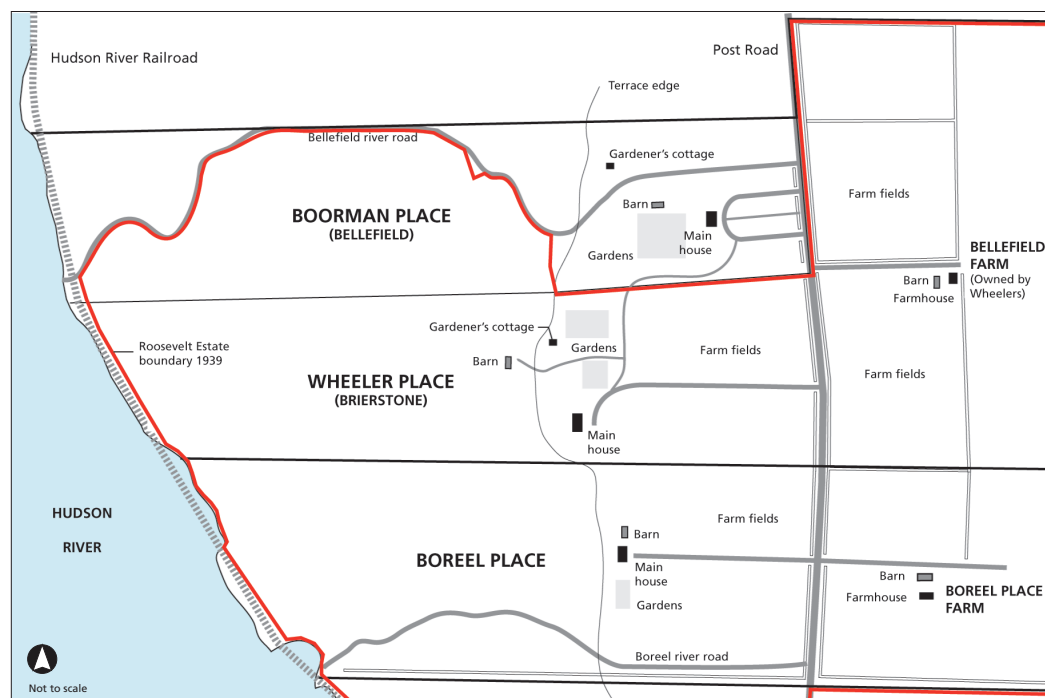 Hudson River Railroad
Post Road
Terrace edge
Bellefield river road
Gardener's cottage
Farm fields
BOORMAN PLACE
(BELLEFIELD)
Barn
Main
house
Gardens
BELLEFIELD
FARM
(Owned by
Wheelers)
Barn
Farmhouse
Roosevelt Estate
boundary 1939
Gardener's cottage
Gardens
Barn
Farm fields
Farm fields
WHEELER PLACE
(BRIERSTONE)
Main
house
HUDSON
RIVER
Farm fields
Barn
BOREEL PLACE
Main
house
Gardens
Barn
Farmhouse
BOREEL PLACE
FARM
Boreel river road
Not to scale